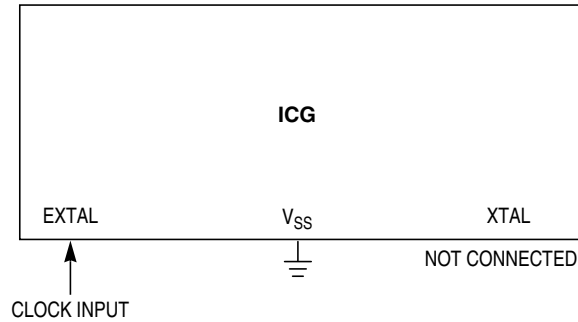 ICG
EXTAL
VSS
XTAL
NOT CONNECTED
CLOCK INPUT